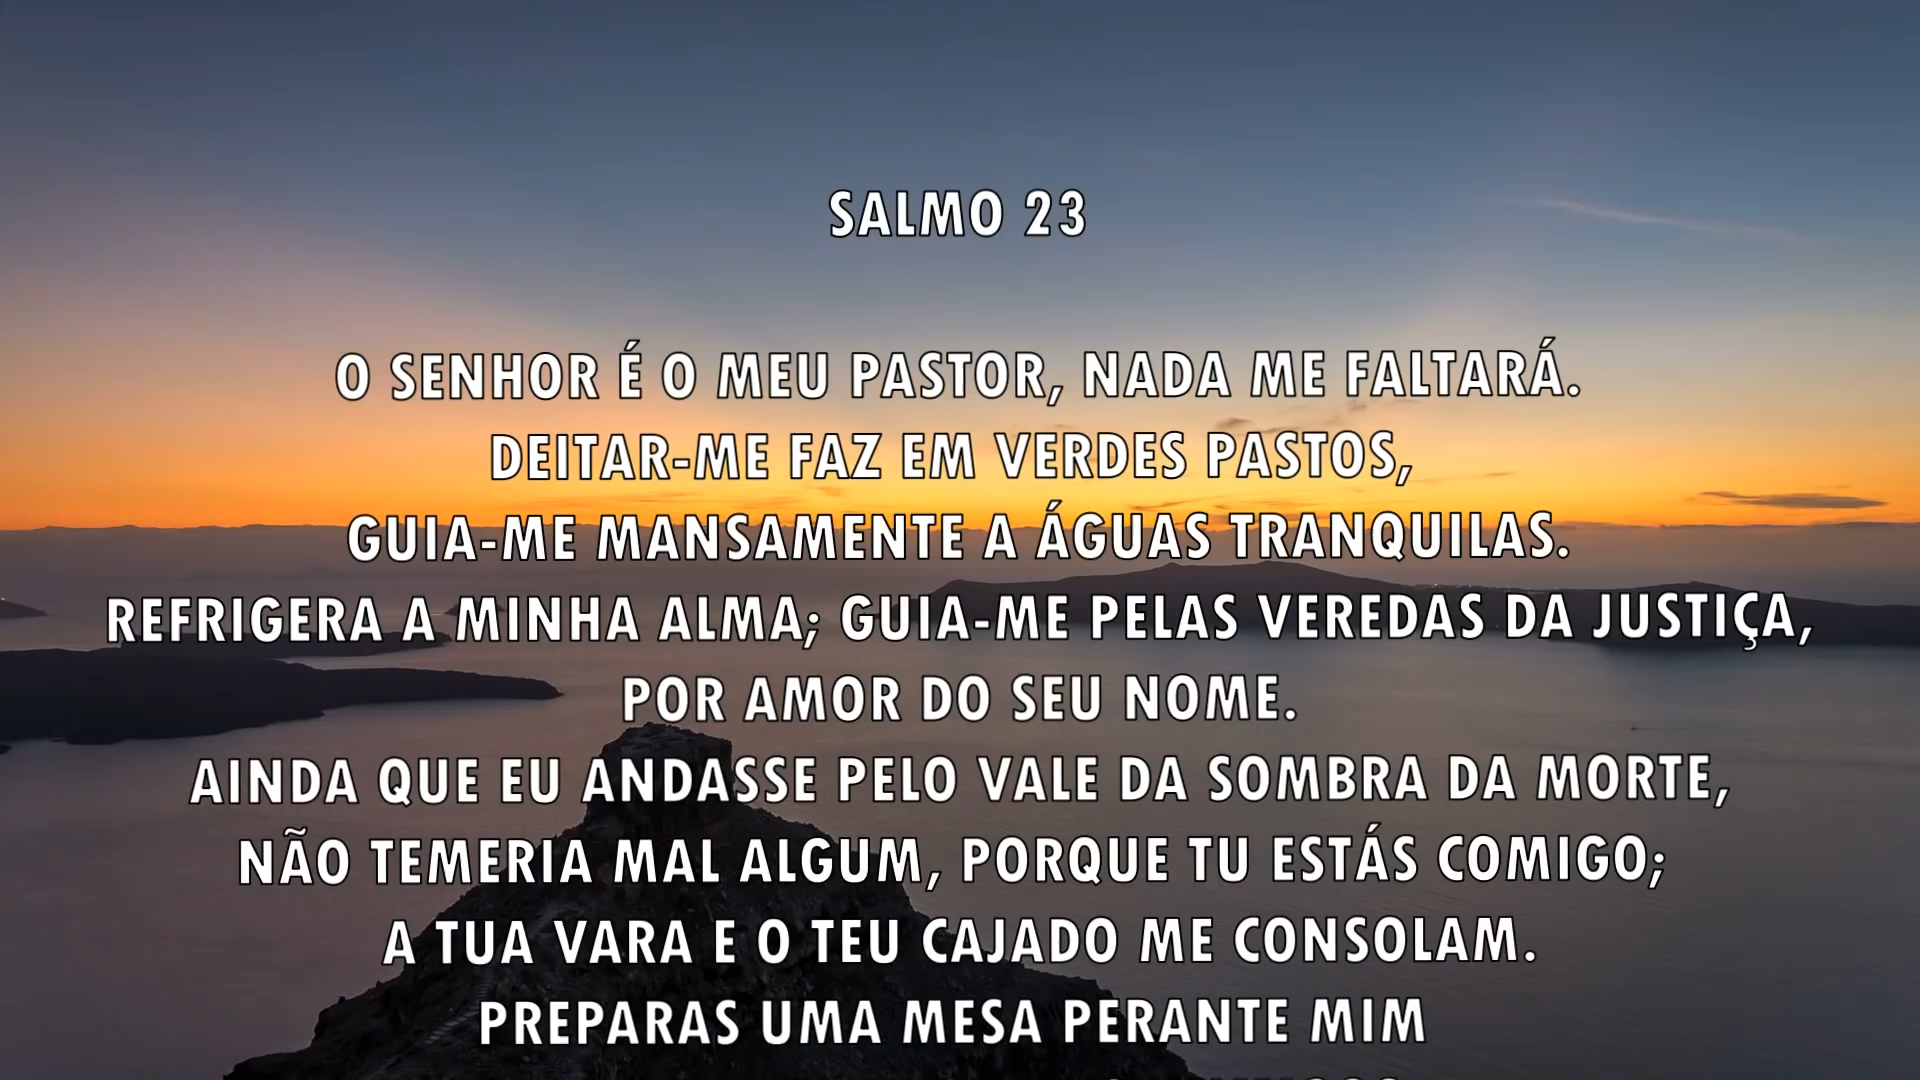 SALMO 23
O SENHOR É O MEU PASTOR, NADA ME FALTARÁ.
DEITAR-ME FAZ EM VERDES PASTOS,
GUIA-ME MANSAMENTE A ÁGUAS TRANQUILAS.
REFRIGERA A MINHA ALMA; GUIA-ME PELAS VEREDAS DA JUSTIÇA,
POR AMOR DO SEU NOME.
AINDA QUE EU ANDASSE PELO VALE DA SOMBRA DA MORTE,
NÃO TEMERIA MAL ALGUM, PORQUE TU ESTÁS COMIGO;
A TUA VARA E O TEU CAJADO ME CONSOLAM.
PREPARAS UMA MESA PERANTE MIM